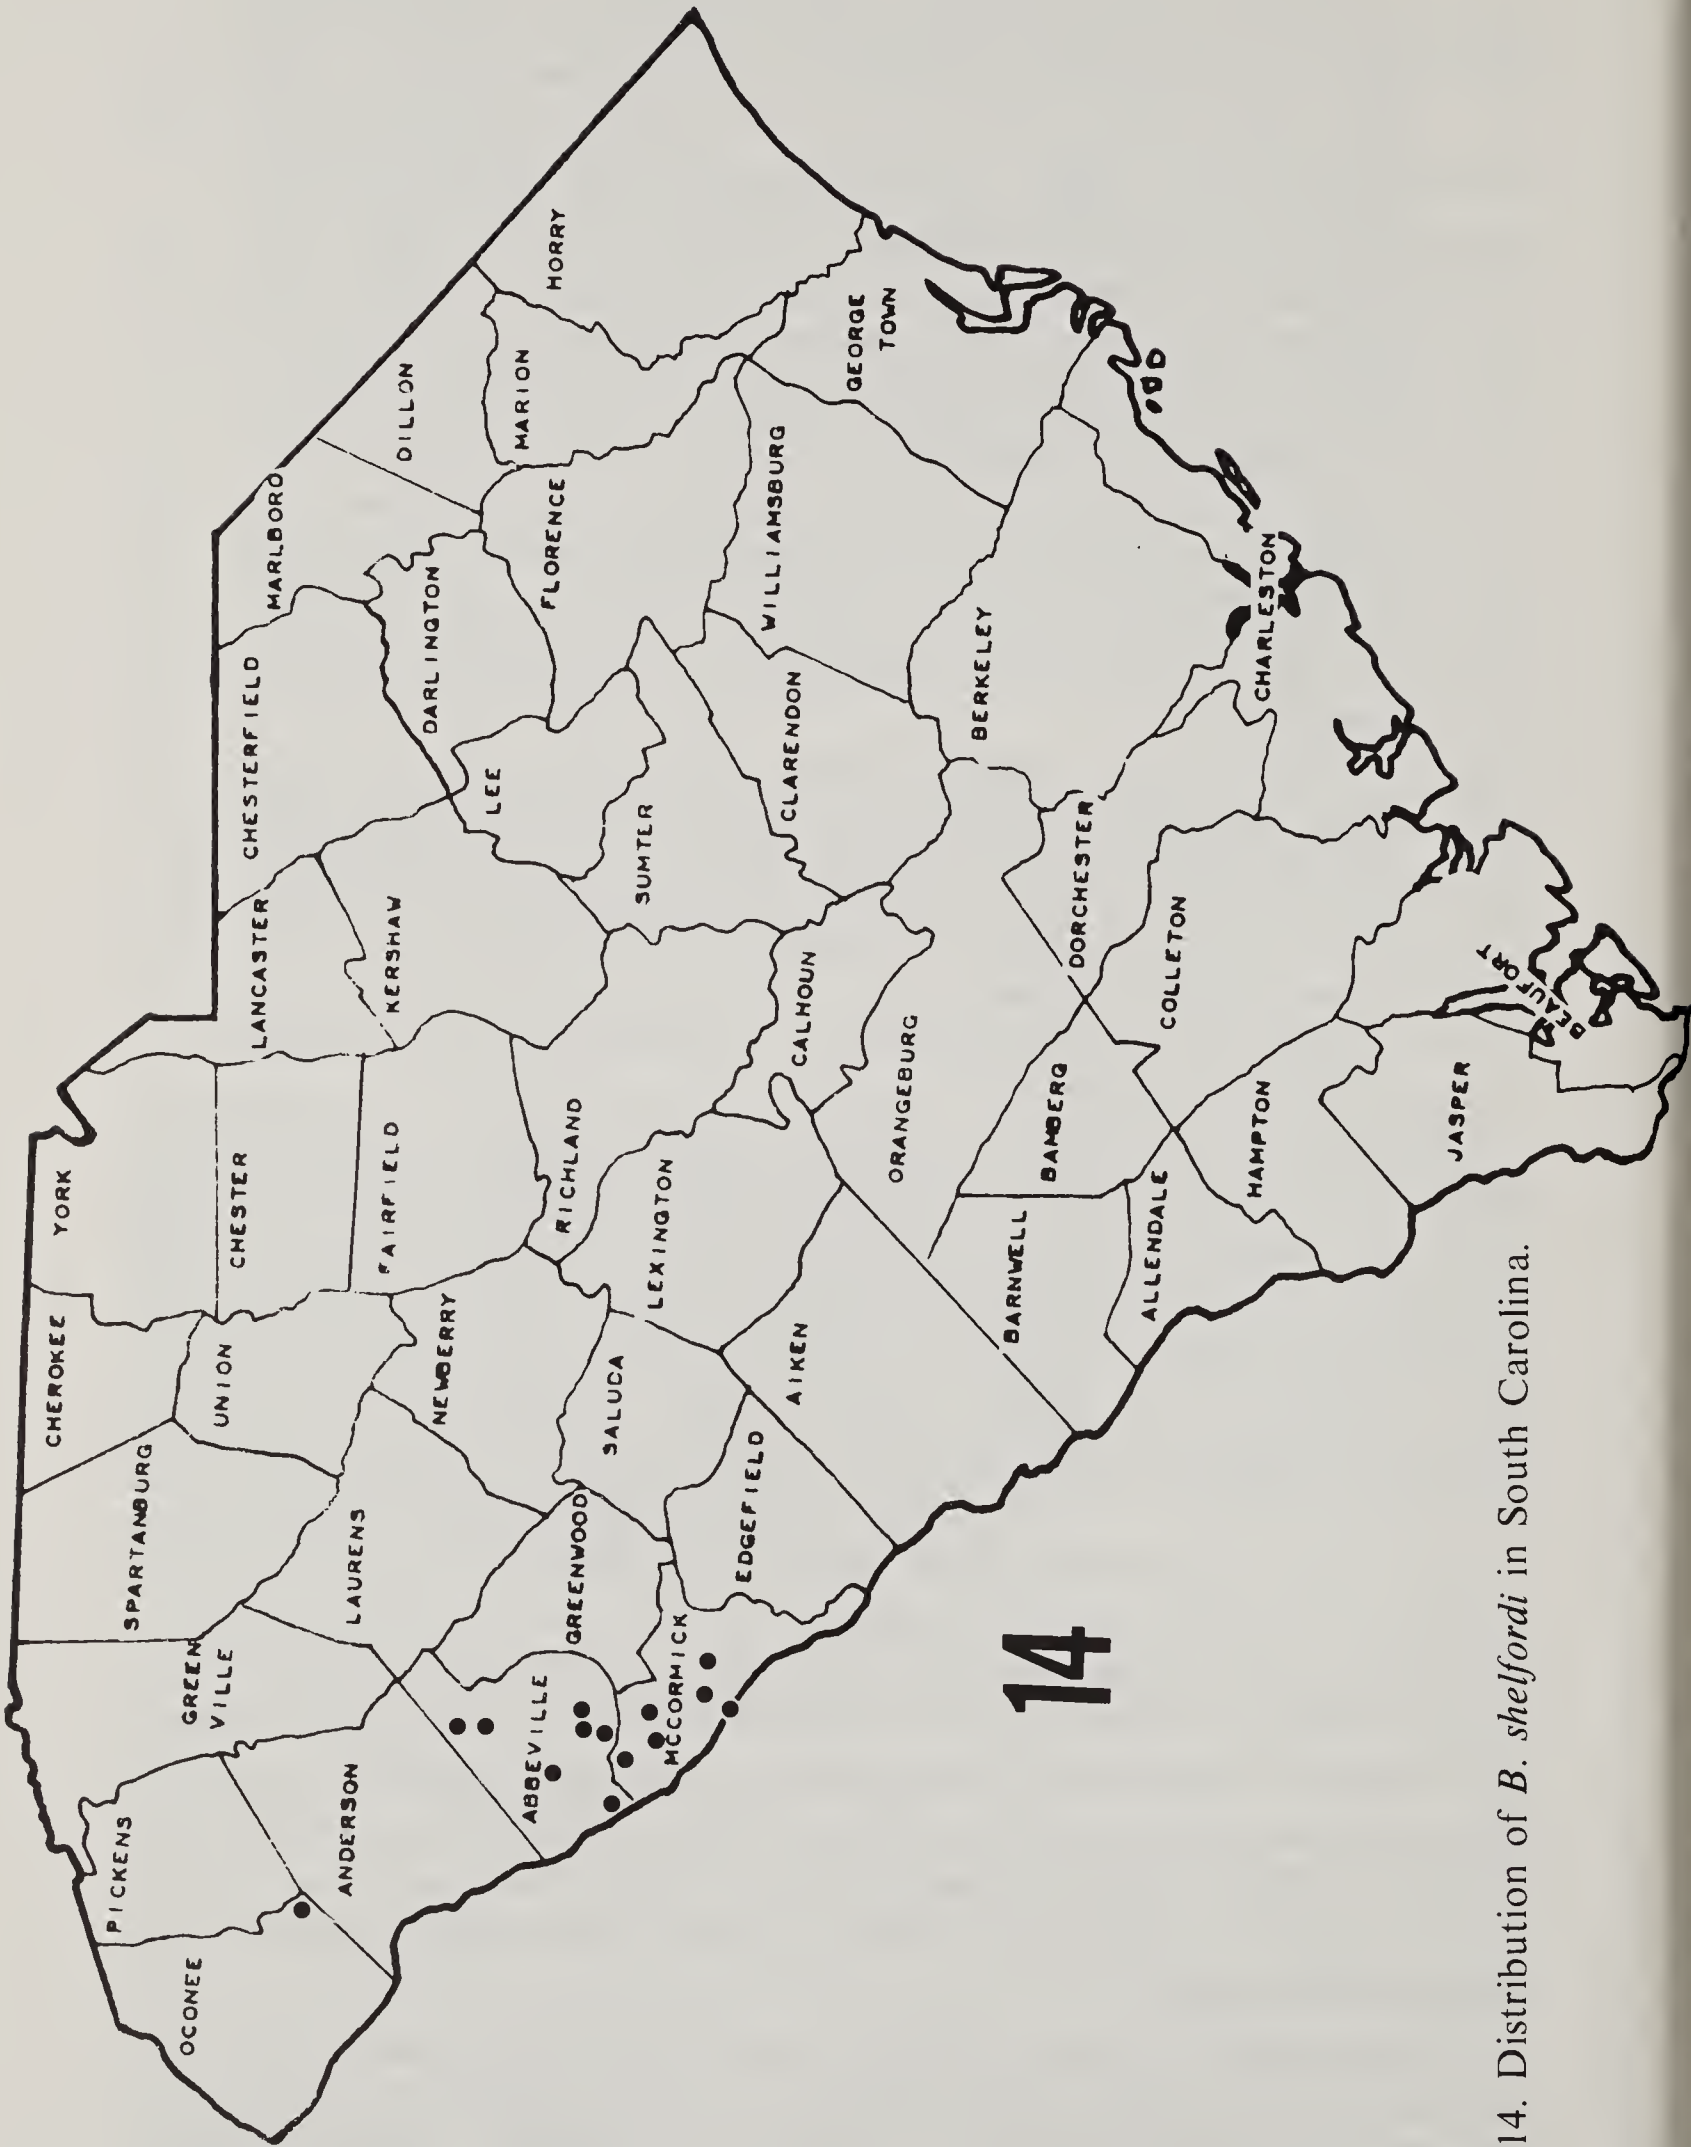 YORK
CHEROKEE
SPARTANBURG
GREEN
VILLE
PICKENS
OCONEE
ANDERSON
LAURENS
UNION
CHESTER
LANCASTER
CHESTERFIELD
MARLBORO
DILLON
MARION
HORRY
FLORENCE
DARLINGTON
LEE
KERSHAW
FAIRFIELD
NEWBERRY
ABBEVILLE
GREENWOOD
MCCORMICK
SALUCA
EDGEFIELD
LEXINGTON
RICHLAND
SUMTER
CLARENDON
WILLIAMSBURG
GEORGE
TOWN
BERKELEY
CALHOUN
ORANGEBURG
AIKEN
BARNWELL
BAMBERG
ALLENDALE
HAMPTON
COLLETON
DORCHESTER
CHARLESTON
JASPER
BEAUFORT
14
14. Distribution of B. shelfordi in South Carolina.